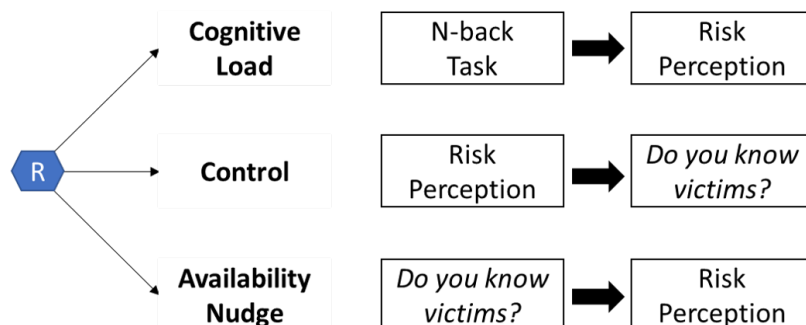 Cognitive
Load
N-back
Task
Risk
Perception
R
Control
Risk
Perception
Do you know
victims?
Availability
Nudge
Do you know
victims?
Risk
Perception